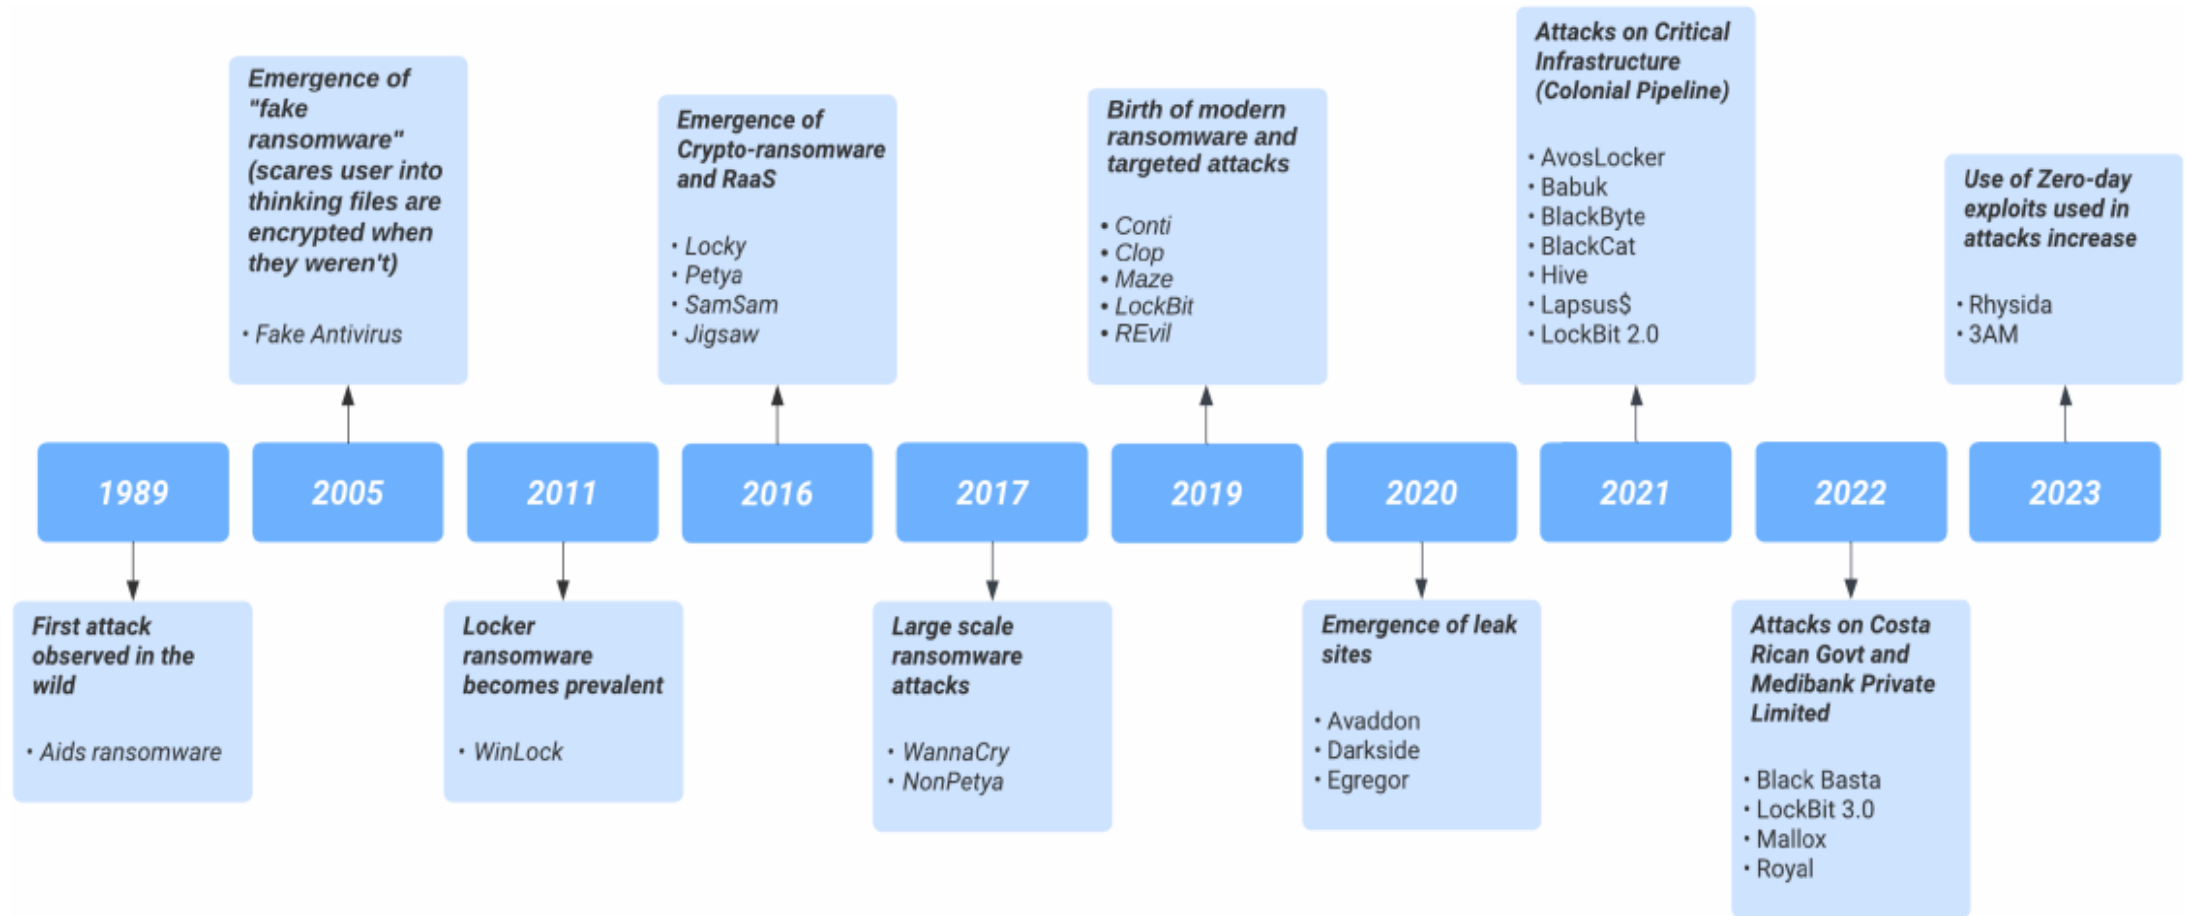 Emergence of
"fake
ransomware"
(scares user into
thinking files are
encrypted when
they weren't)
• Fake Antivirus
Emergence of
Crypto-ransomware
and RaaS
• Locky
• Petya
• SamSam
• Jigsaw
Birth of modern
ransomware and
targeted attacks
• Conti
• Clop
• Maze
• LockBit
• REvil
Attacks on Critical
Infrastructure
(Colonial Pipeline)
• AvosLocker
• Babuk
• BlackByte
• BlackCat
• Hive
• Lapsus$
• LockBit 2.0
Use of Zero-day
exploits used in
attacks increase
• Rhysida
• 3AM
1989
2005
2011
2016
2017
2019
2020
2021
2022
2023
First attack
observed in the
wild
• Aids ransomware
Locker
ransomware
becomes prevalent
• WinLock
Large scale
ransomware
attacks
• WannaCry
• NonPetya
Emergence of leak
sites
• Avaddon
• Darkside
• Egregor
Attacks on Costa
Rican Govt and
Medibank Private
Limited
• Black Basta
• LockBit 3.0
• Mallox
• Royal